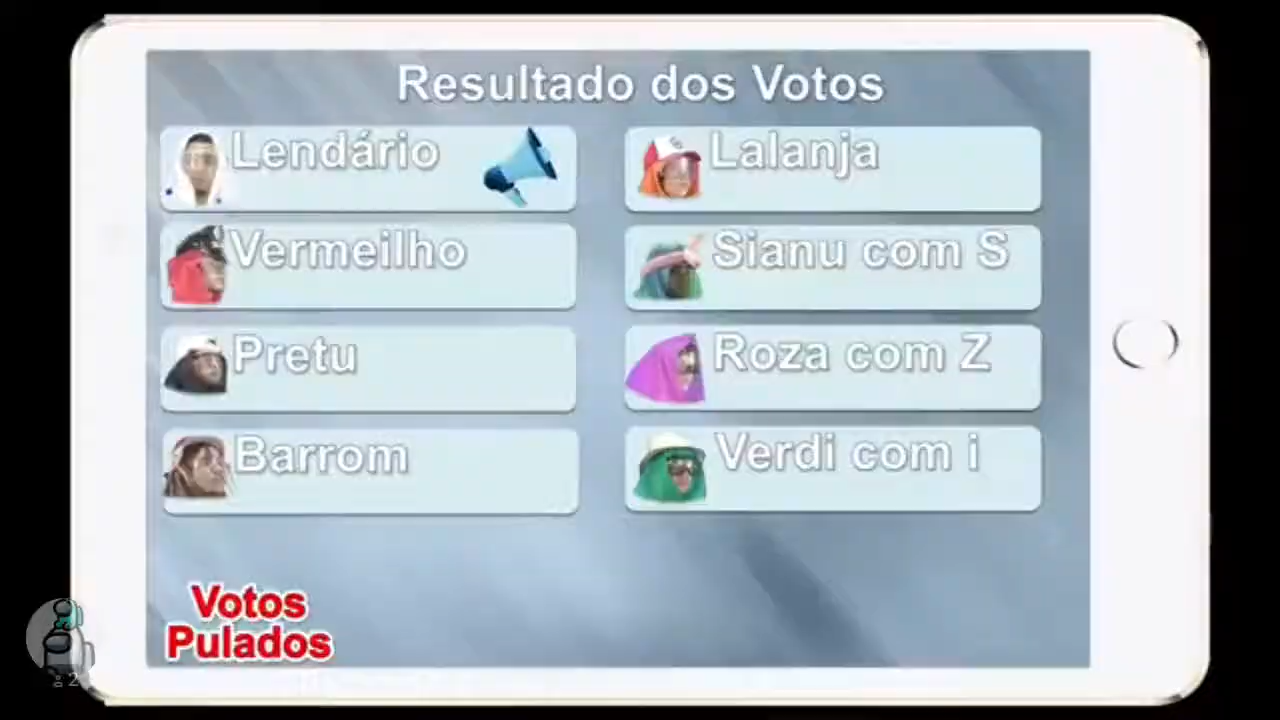 Resultado dos Votos
Lendário
Lalanja
Vermeilho
Sianu com S
Pretu
Roza com Z
Barrom
Verdi com i
Votos
Pulados